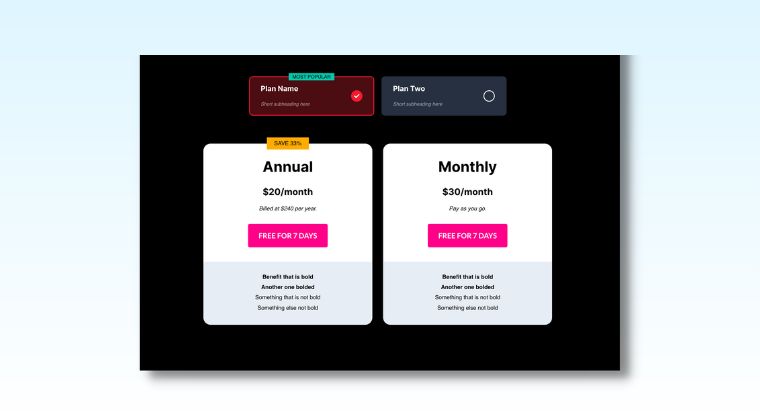 MOST POPULAR
Plan Name
Short subheading here
Plan Two
Short subheading here
SAVE 33%
Annual
$20/month
Billed at $240 per year.
FREE FOR 7 DAYS
Benefit that is bold
Another one bolded
Something that is not bold
Something else not bold
Monthly
$30/month
Pay as you go.
FREE FOR 7 DAYS
Benefit that is bold
Another one bolded
Something that is not bold
Something else not bold